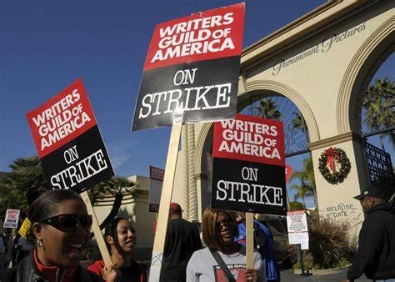 WRITERS
GUILD OF
AMERICA
ON
STRIKE
Paramount Pictures
WRITERS
GUILD OF
AMERICA
ON
STRIKE
WRITERS
GUILD OF
AMERICA
ON
STRIKE
MELROSE
GATE